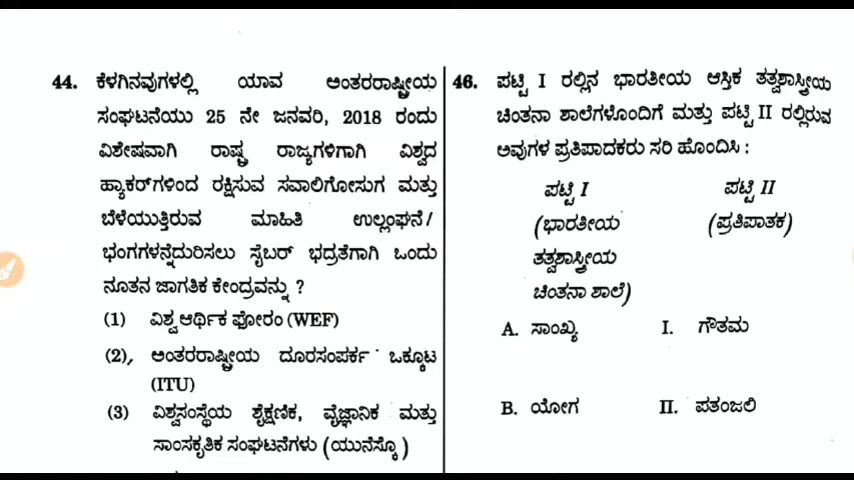 44. ಕೆಳಗಿನವುಗಳಲ್ಲಿ ಯಾವ ಅಂತರರಾಷ್ಟ್ರೀಯ
ಸಂಘಟನೆಯು 25 ನೇ ಜನವರಿ, 2018 ರಂದು
ವಿಶೇಷವಾಗಿ ರಾಷ್ಟ್ರ ರಾಜ್ಯಗಳಿಗಾಗಿ ವಿಶ್ವದ
ಹ್ಯಾಕರ್‌ಗಳಿಂದ ರಕ್ಷಿಸುವ ಸವಾಲಿಗೋಸುಗ ಮತ್ತು
ಬೆಳೆಯುತ್ತಿರುವ ಮಾಹಿತಿ ಉಲ್ಲಂಘನೆ/
ಭಂಗಗಳನ್ನೆದುರಿಸಲು ಸೈಬರ್ ಭದ್ರತೆಗಾಗಿ ಒಂದು
ನೂತನ ಜಾಗತಿಕ ಕೇಂದ್ರವನ್ನು ?
(1) ವಿಶ್ವ ಆರ್ಥಿಕ ಫೋರಂ (WEF)
(2) ಅಂತರರಾಷ್ಟ್ರೀಯ ದೂರಸಂಪರ್ಕ ಒಕ್ಕೂಟ
(ITU)
(3) ವಿಶ್ವಸಂಸ್ಥೆಯ ಶೈಕ್ಷಣಿಕ, ವೈಜ್ಞಾನಿಕ ಮತ್ತು
ಸಾಂಸಕೃತಿಕ ಸಂಘಟನೆಗಳು (ಯುನೆಸ್ಕೊ)
46. ಪಟ್ಟಿ I ರಲ್ಲಿನ ಭಾರತೀಯ ಆಸ್ತಿಕ ತತ್ವಶಾಸ್ತ್ರೀಯ
ಚಿಂತನಾ ಶಾಲೆಗಳೊಂದಿಗೆ ಮತ್ತು ಪಟ್ಟಿ II ರಲ್ಲಿರುವ
ಅವುಗಳ ಪ್ರತಿಪಾದಕರು ಸರಿ ಹೊಂದಿಸಿ :
ಪಟ್ಟಿ I ಪಟ್ಟಿ II
(ಭಾರತೀಯ (ಪ್ರತಿಪಾತಕ)
ತತ್ವಶಾಸ್ತ್ರೀಯ
ಚಿಂತನಾ ಶಾಲೆ)
A. ಸಾಂಖ್ಯ I. ಗೌತಮ
B. ಯೋಗ II. ಪತಂಜಲಿ